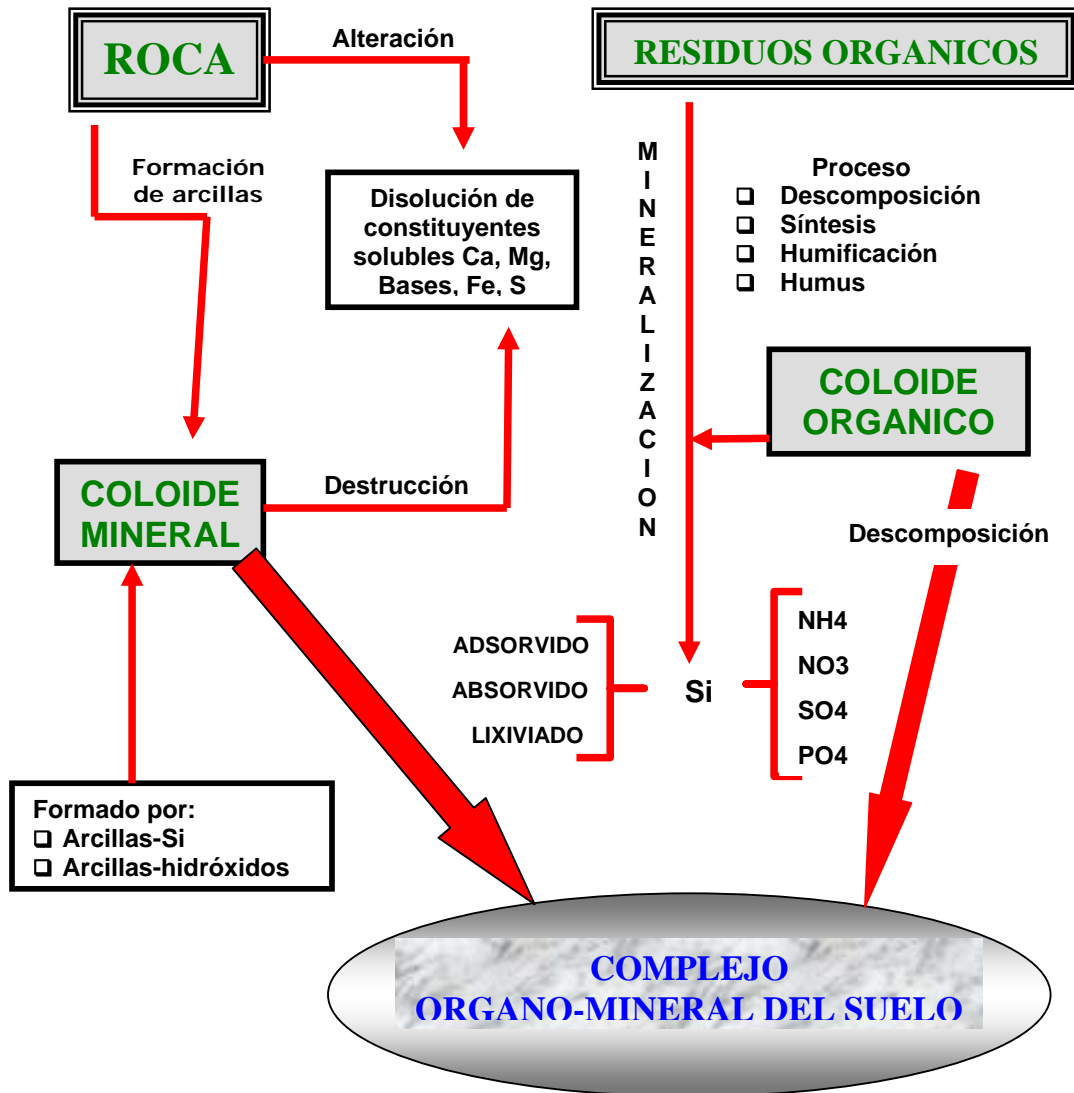 ROCA
Alteración
RESIDUOS ORGANICOS
Formación
de arcillas
Disolución de
constituyentes
solubles Ca, Mg,
Bases, Fe, S
MINERALIZACION
Proceso
❑ Descomposición
❑ Síntesis
❑ Humificación
❑ Humus
COLOIDE
ORGANICO
COLOIDE
MINERAL
Destrucción
Descomposición
ADSORVIDO
ABSORVIDO
LIXIVIADO
Si
NH4
NO3
SO4
PO4
Formado por:
❑ Arcillas-Si
❑ Arcillas-hidróxidos
COMPLEJO
ORGANO-MINERAL DEL SUELO